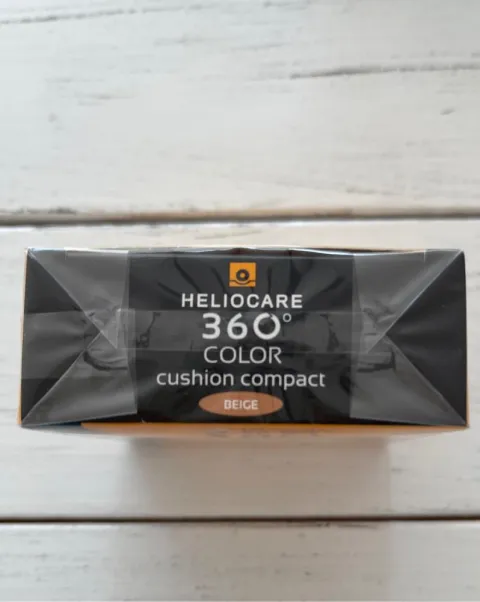 HELIOCARE
360°
COLOR
cushion compact
BEIGE